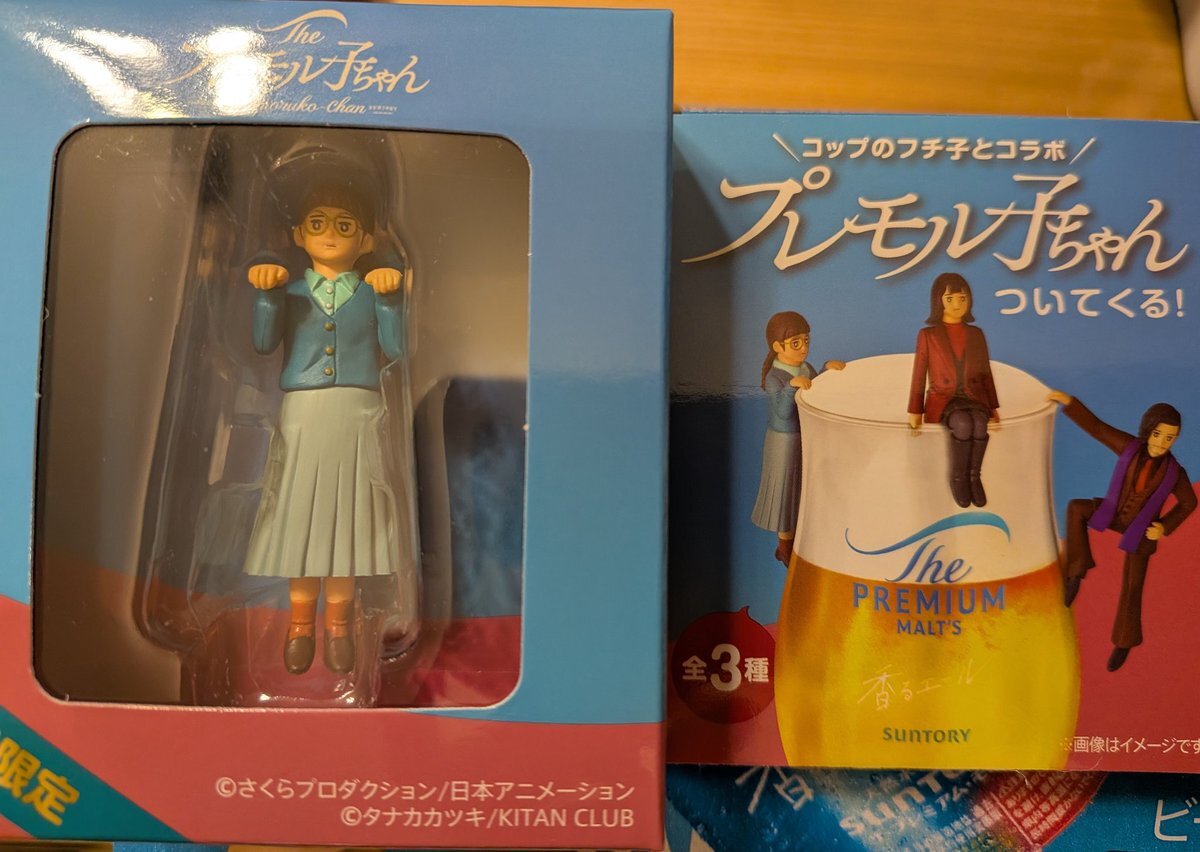 The
モル子ちゃん
moruko-chan
限定
©さくらプロダクション/日本アニメーション
©タナカカツキ/KITAN CLUB
コップのフチ子とコラボ
プレモル子ちゃん
ついてくる!
The
PREMIUM
MALT'S
香るエール
SUNTORY
全3種
※画像はイメージです
ビ